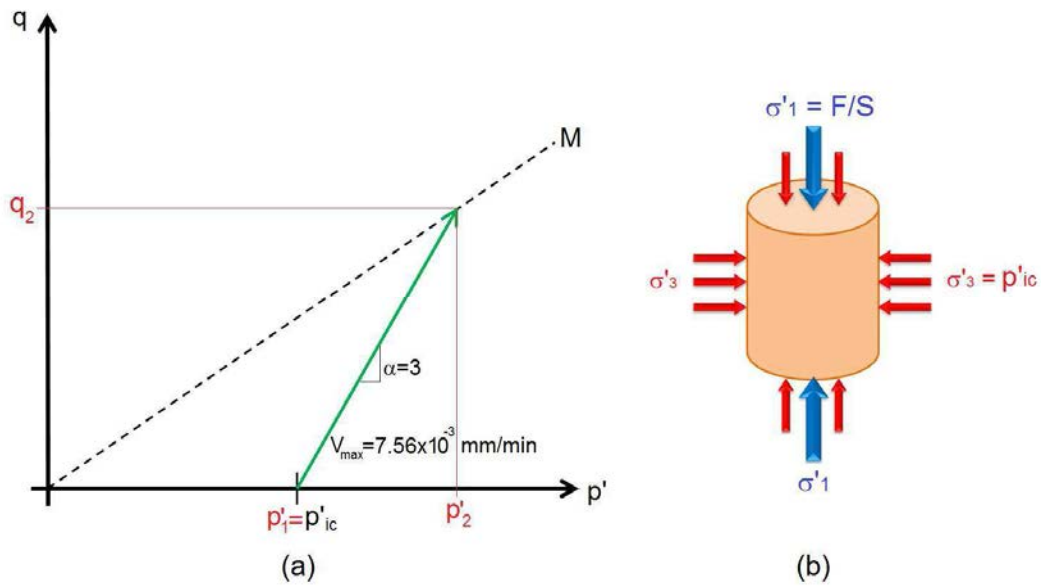 q
M
q₂
α=3
Vmax=7.56x10⁻³ mm/min
p'₁=p'ic
p'₂
p'
(a)
σ'₁ = F/S
σ'₃
σ'₃ = p'ic
σ'₁
(b)